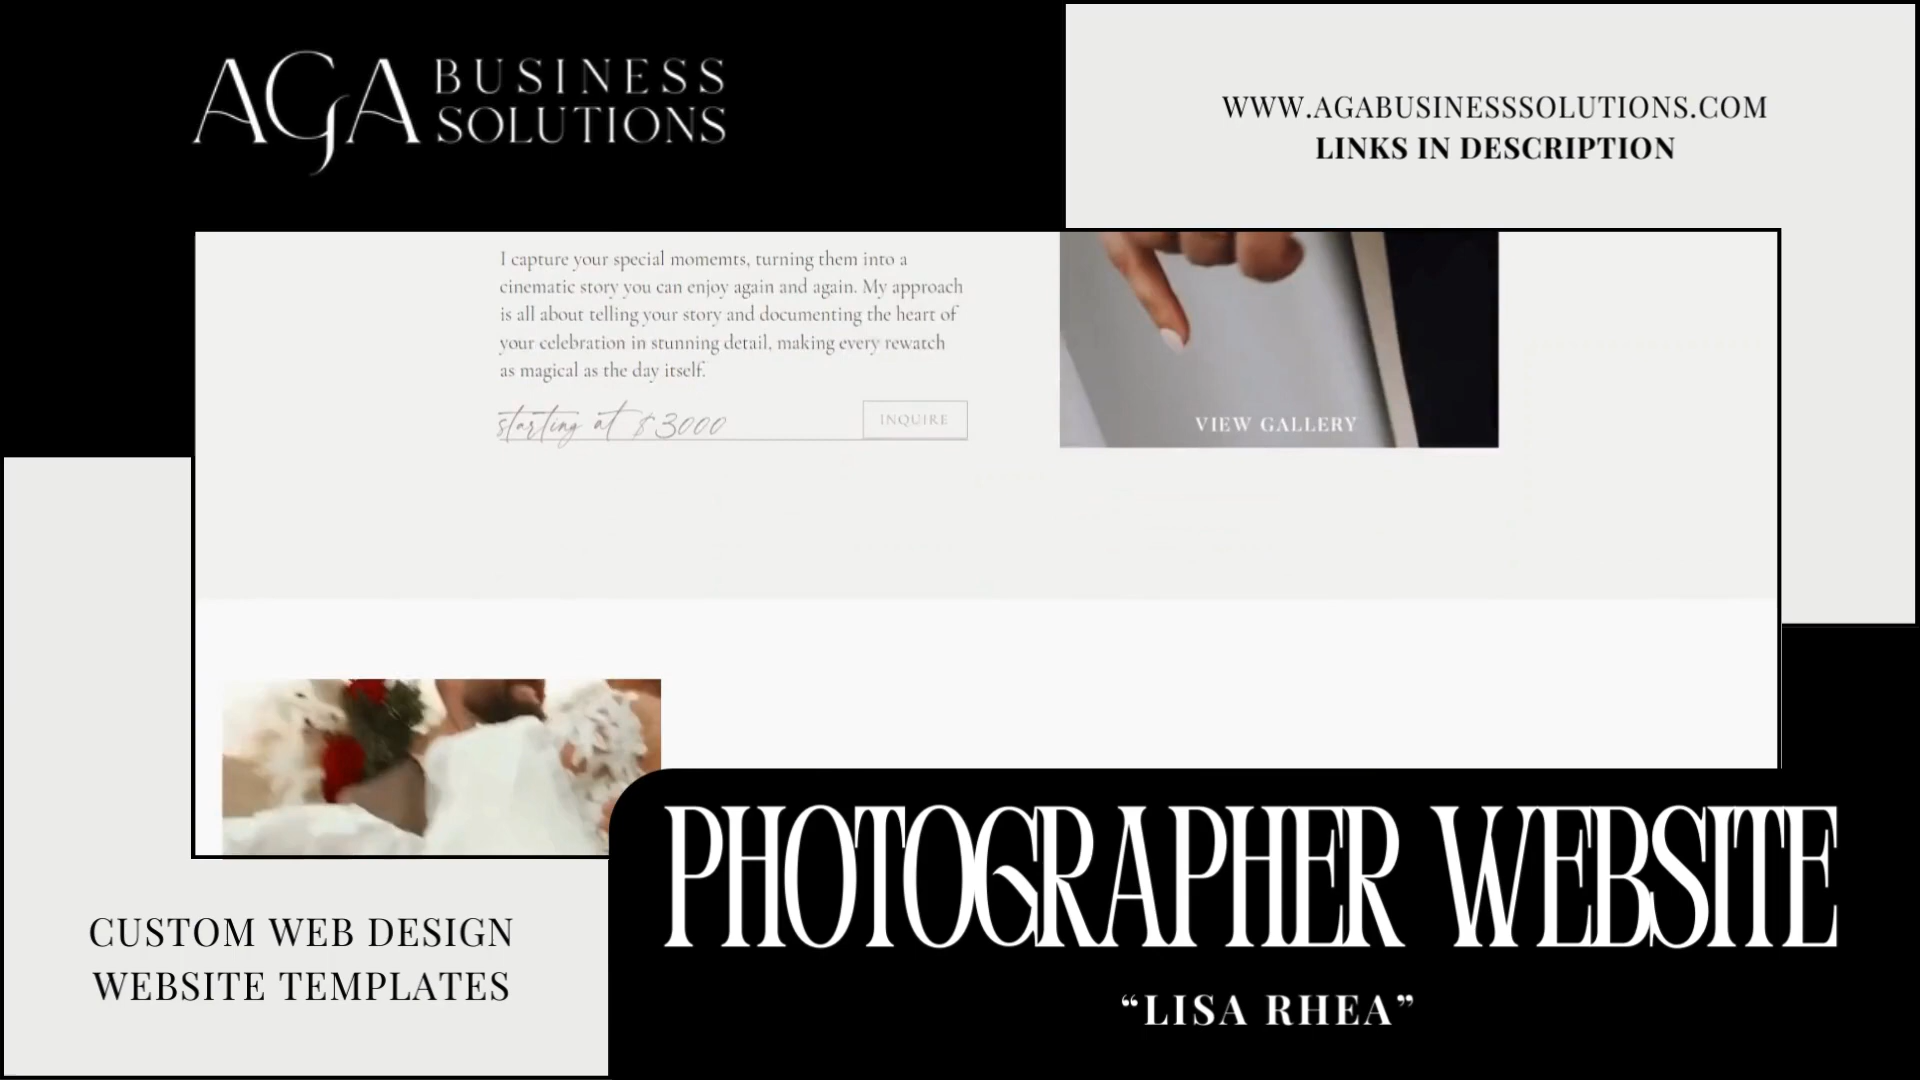 AGA BUSINESS
SOLUTIONS
WWW.AGABUSINESSSOLUTIONS.COM
LINKS IN DESCRIPTION
I capture your special momemts, turning them into a
cinematic story you can enjoy again and again. My approach
is all about telling your story and documenting the heart of
your celebration in stunning detail, making every rewatch
as magical as the day itself.
starting at $3000
INQUIRE
VIEW GALLERY
PHOTOGRAPHER WEBSITE
“LISA RHEA”
CUSTOM WEB DESIGN
WEBSITE TEMPLATES